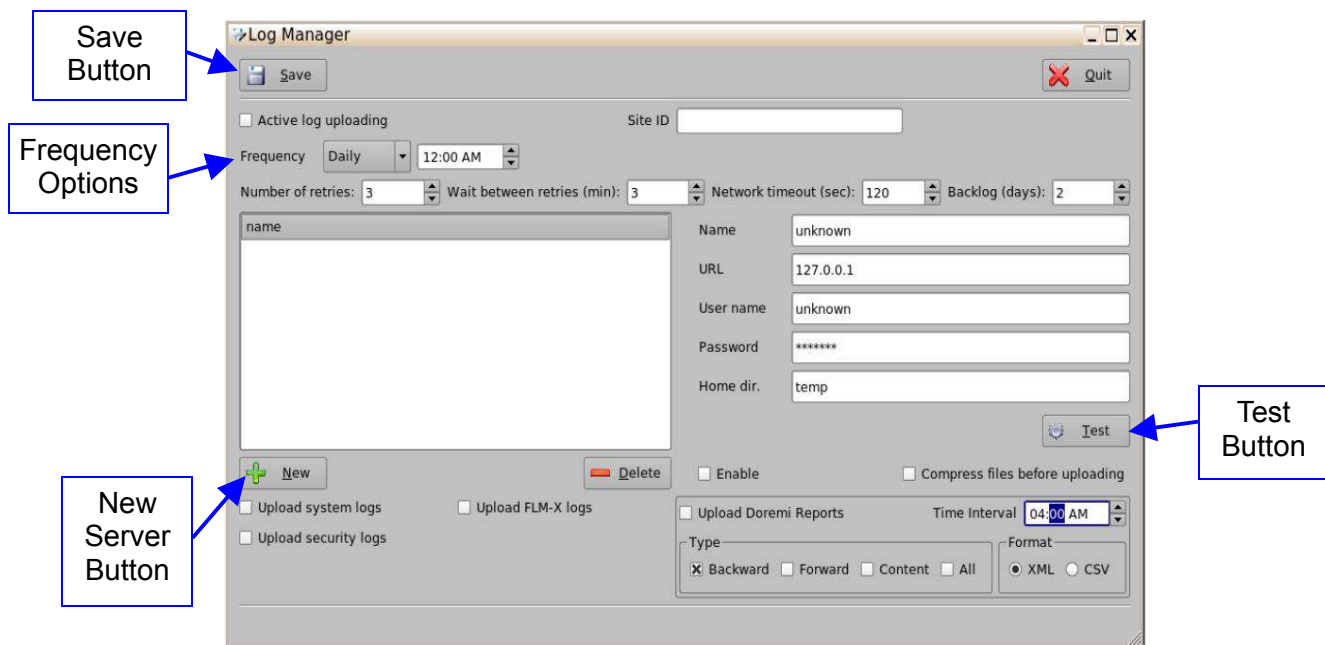 Save
Button
Log Manager
Save
Quit
Active log uploading
Site ID
Frequency
Options
Frequency Daily 12:00 AM
Number of retries: 3 Wait between retries (min): 3 Network timeout (sec): 120 Backlog (days): 2
name
Name unknown
URL 127.0.0.1
User name unknown
Password *******
Home dir. temp
Test
Test
Button
New
Delete
Enable
Compress files before uploading
New
Server
Button
Upload system logs
Upload FLM-X logs
Upload security logs
Upload Doremi Reports
Time Interval 04:00 AM
Type
Backward Forward Content All
Format
XML CSV